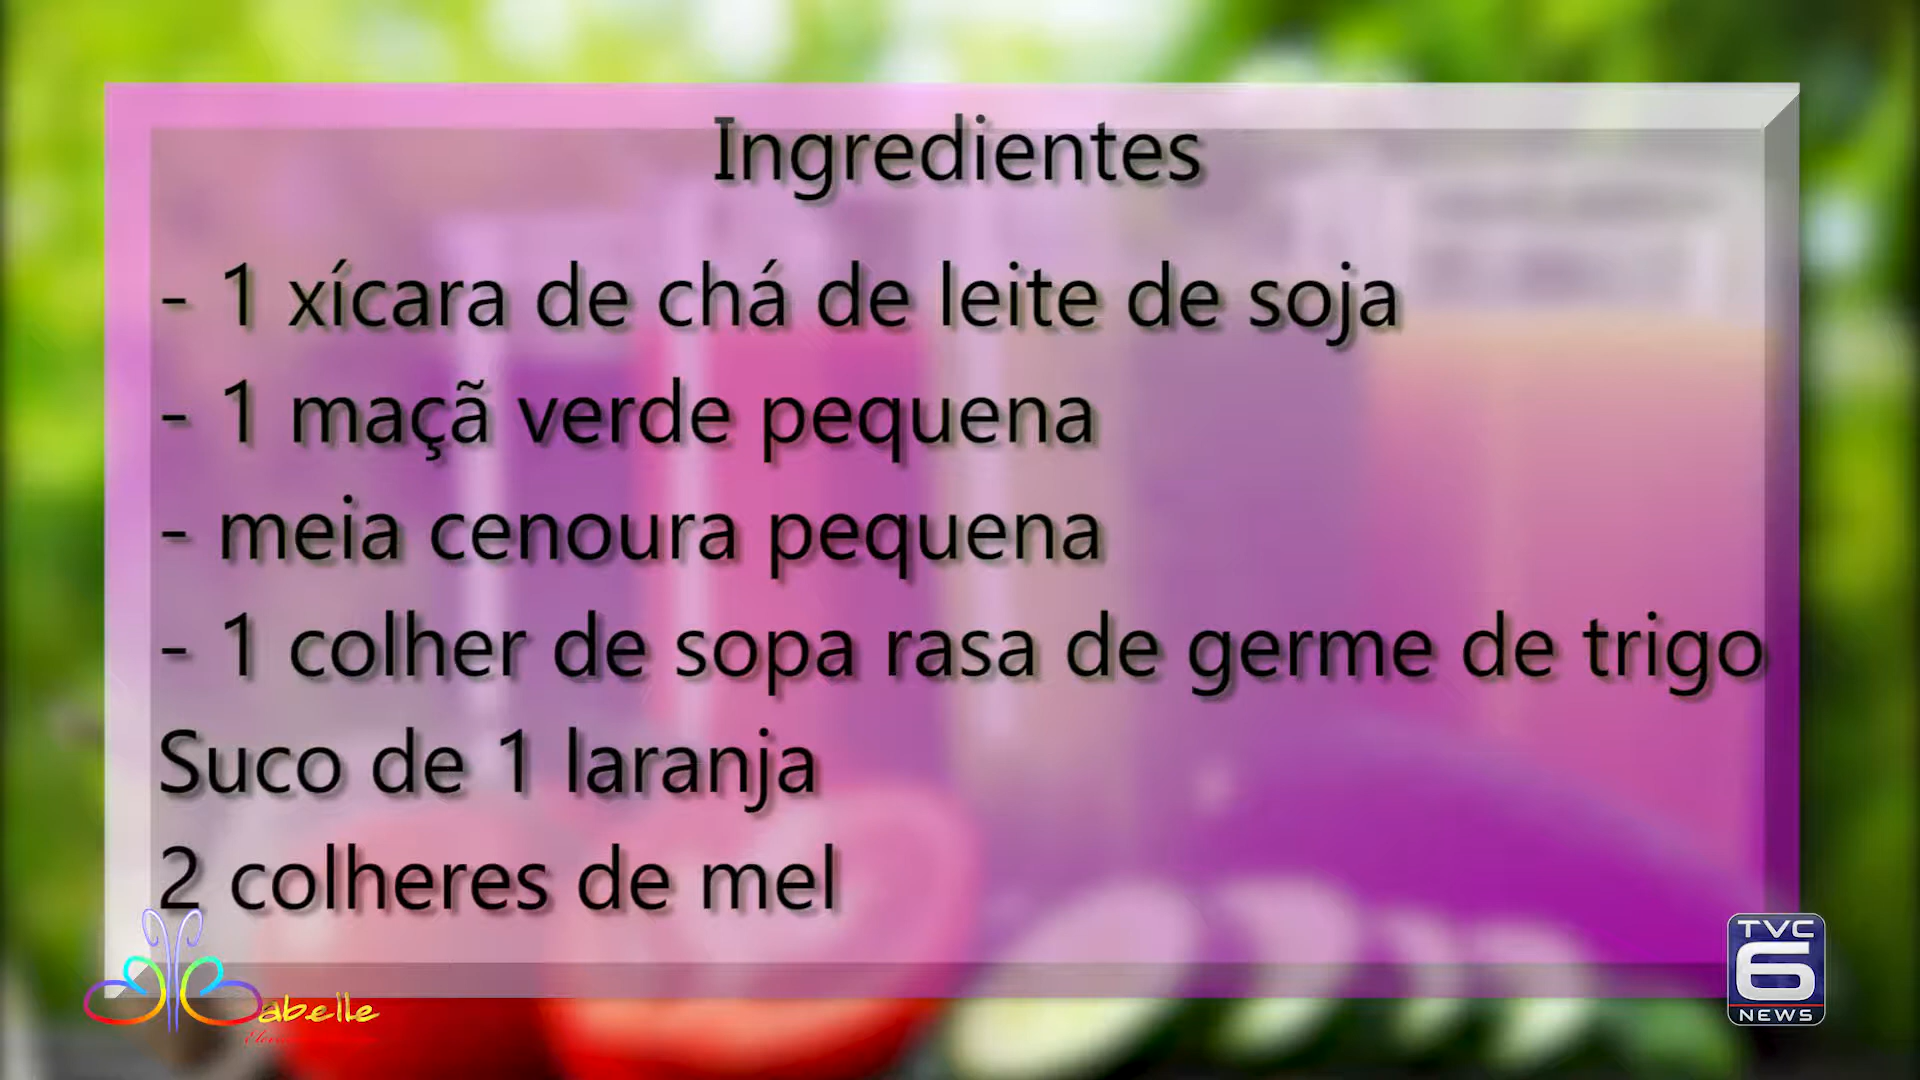 Ingredientes
- 1 xícara de chá de leite de soja
- 1 maçã verde pequena
- meia cenoura pequena
- 1 colher de sopa rasa de germe de trigo
Suco de 1 laranja
2 colheres de mel
abelle
TVC
6
NEWS